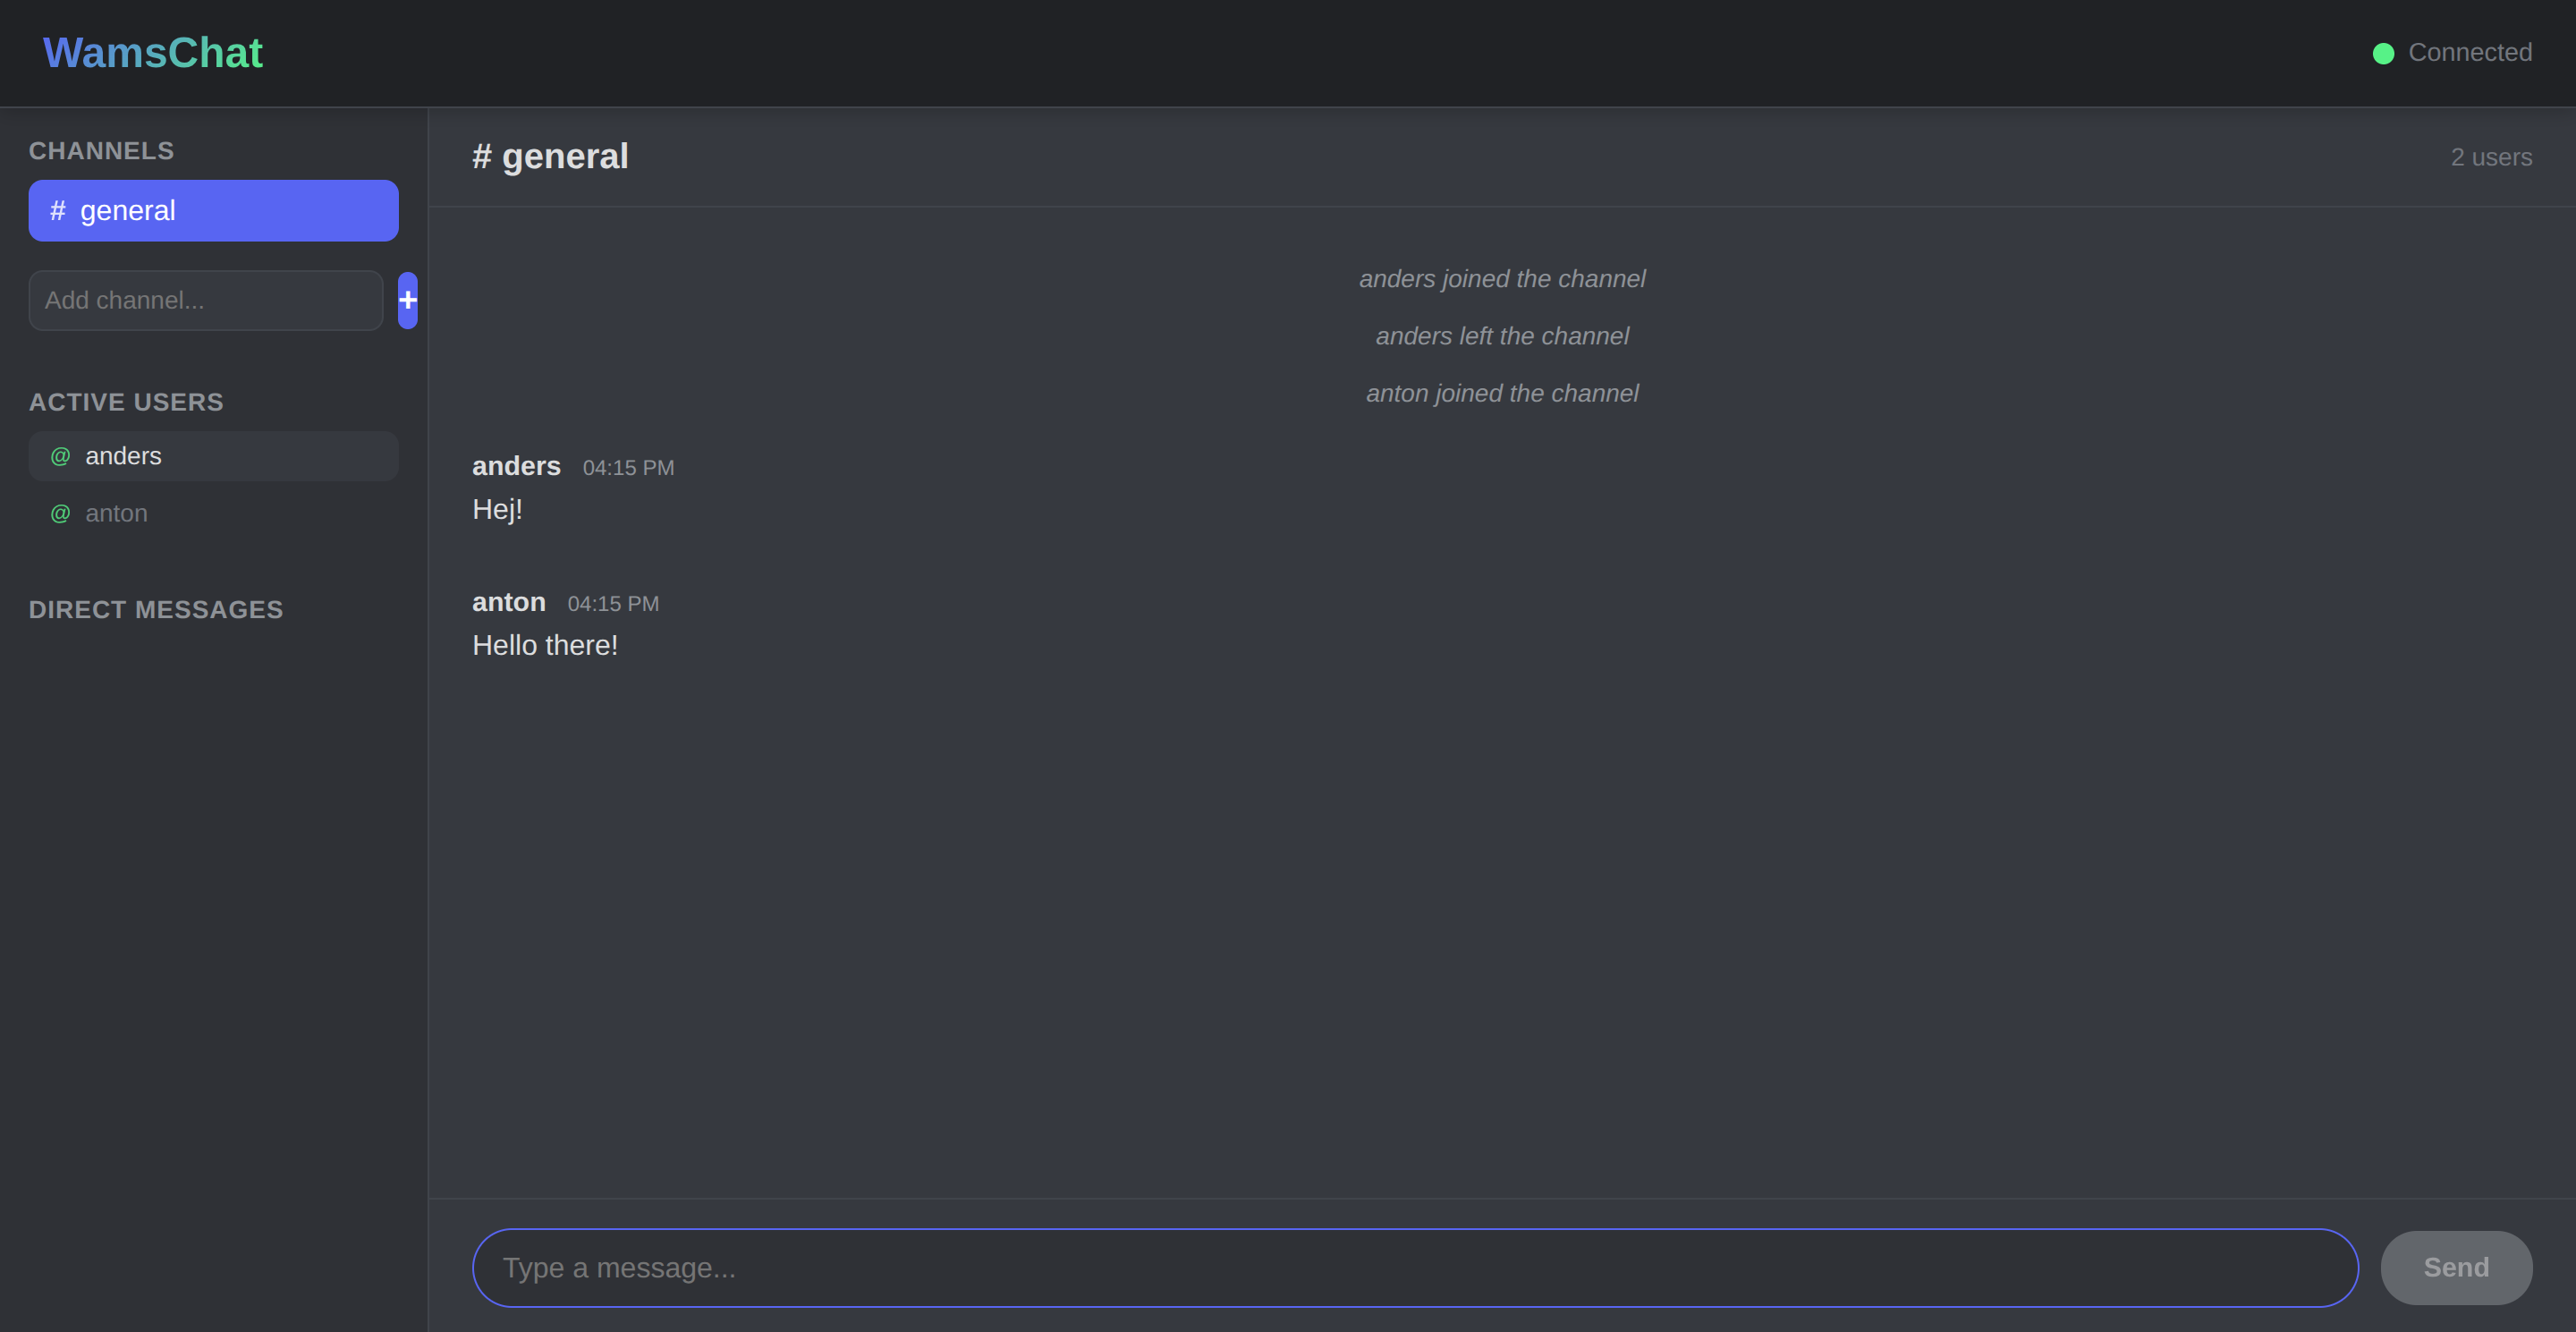 WamsChat
Connected
CHANNELS
# general
Add channel...
+
ACTIVE USERS
@ anders
@ anton
DIRECT MESSAGES
# general
2 users
anders joined the channel
anders left the channel
anton joined the channel
anders 04:15 PM
Hej!
anton 04:15 PM
Hello there!
Type a message...
Send